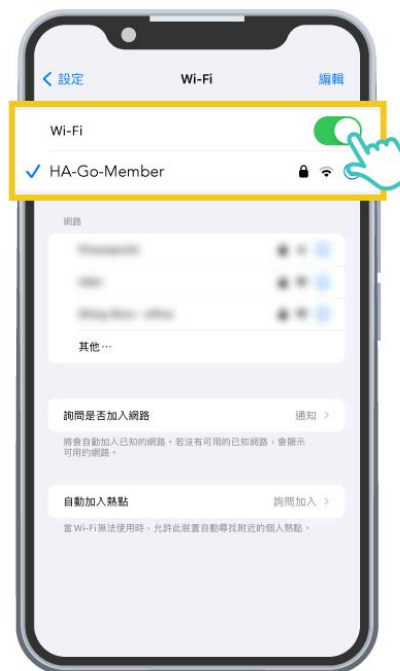 設定
Wi-Fi
編輯
Wi-Fi
HA-Go-Member
網路
其他…
詢問是否加入網路
通知
將會自動加入已知的網路。若沒有可用的已知網路,會顯示
可用的網路。
自動加入熱點
詢問加入
當 Wi-Fi 無法使用時,允許此裝置自動尋找附近的個人熱點。